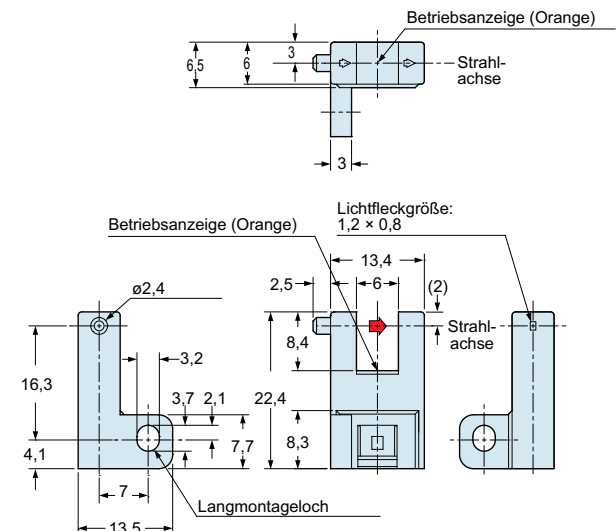 Betriebsanzeige (Orange)
3
6,5
6
Strahl-
achse
3
Lichtfleckgröße:
1,2 × 0,8
Betriebsanzeige (Orange)
13,4
2,5
6
(2)
ø2,4
Strahl-
achse
8,4
3,2
16,3
3,7
2,1
22,4
7,7
8,3
4,1
7
Langmontageloch
13,5